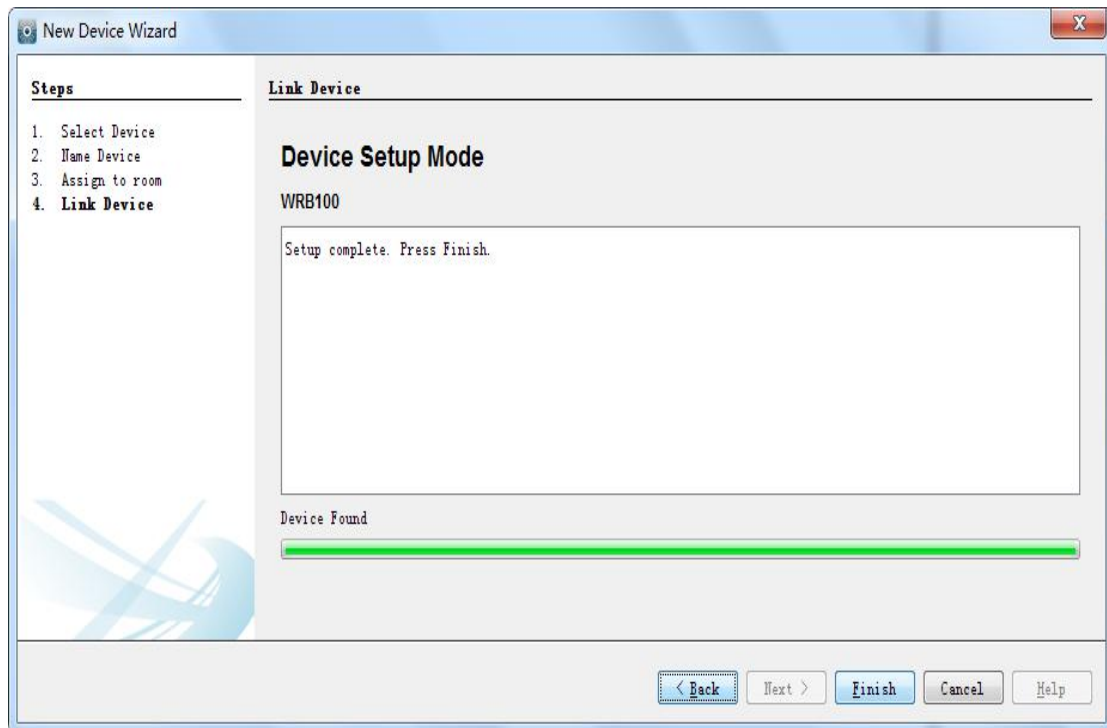 New Device Wizard
X
Steps
1. Select Device
2. Name Device
3. Assign to room
4. Link Device
Link Device
Device Setup Mode
WRB100
Setup complete. Press Finish.
Device Found
< Back
Next >
Finish
Cancel
Help